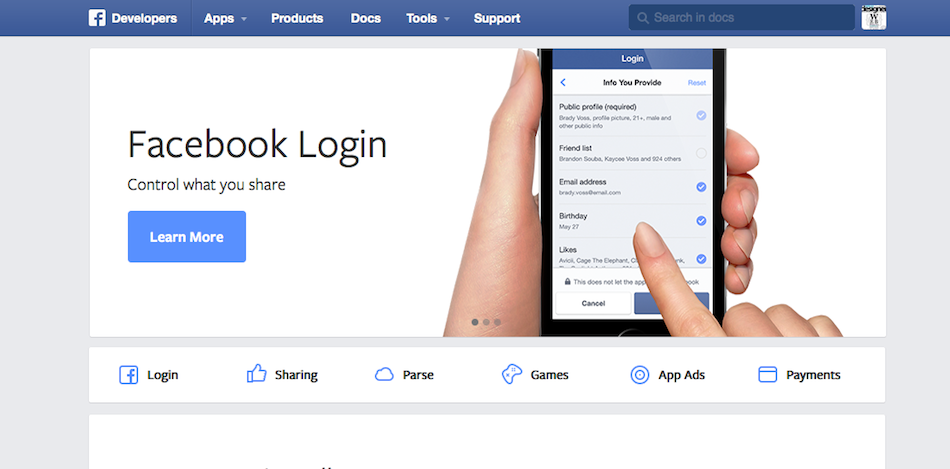 Developers Apps Products Docs Tools Support Search in docs
designer
W
Facebook Login
Control what you share
Learn More
Login
Info You Provide Reset
Public profile (required)
Brady Voss, profile picture, 21+, male and
other public info
Friend list
Brandon Souba, Kaycee Voss and 924 others
Email address
brady.voss@email.com
Birthday
May 27
Likes
Avicii, Cage The Elephant,
This does not let the app
Cancel
Login Sharing Parse Games App Ads Payments